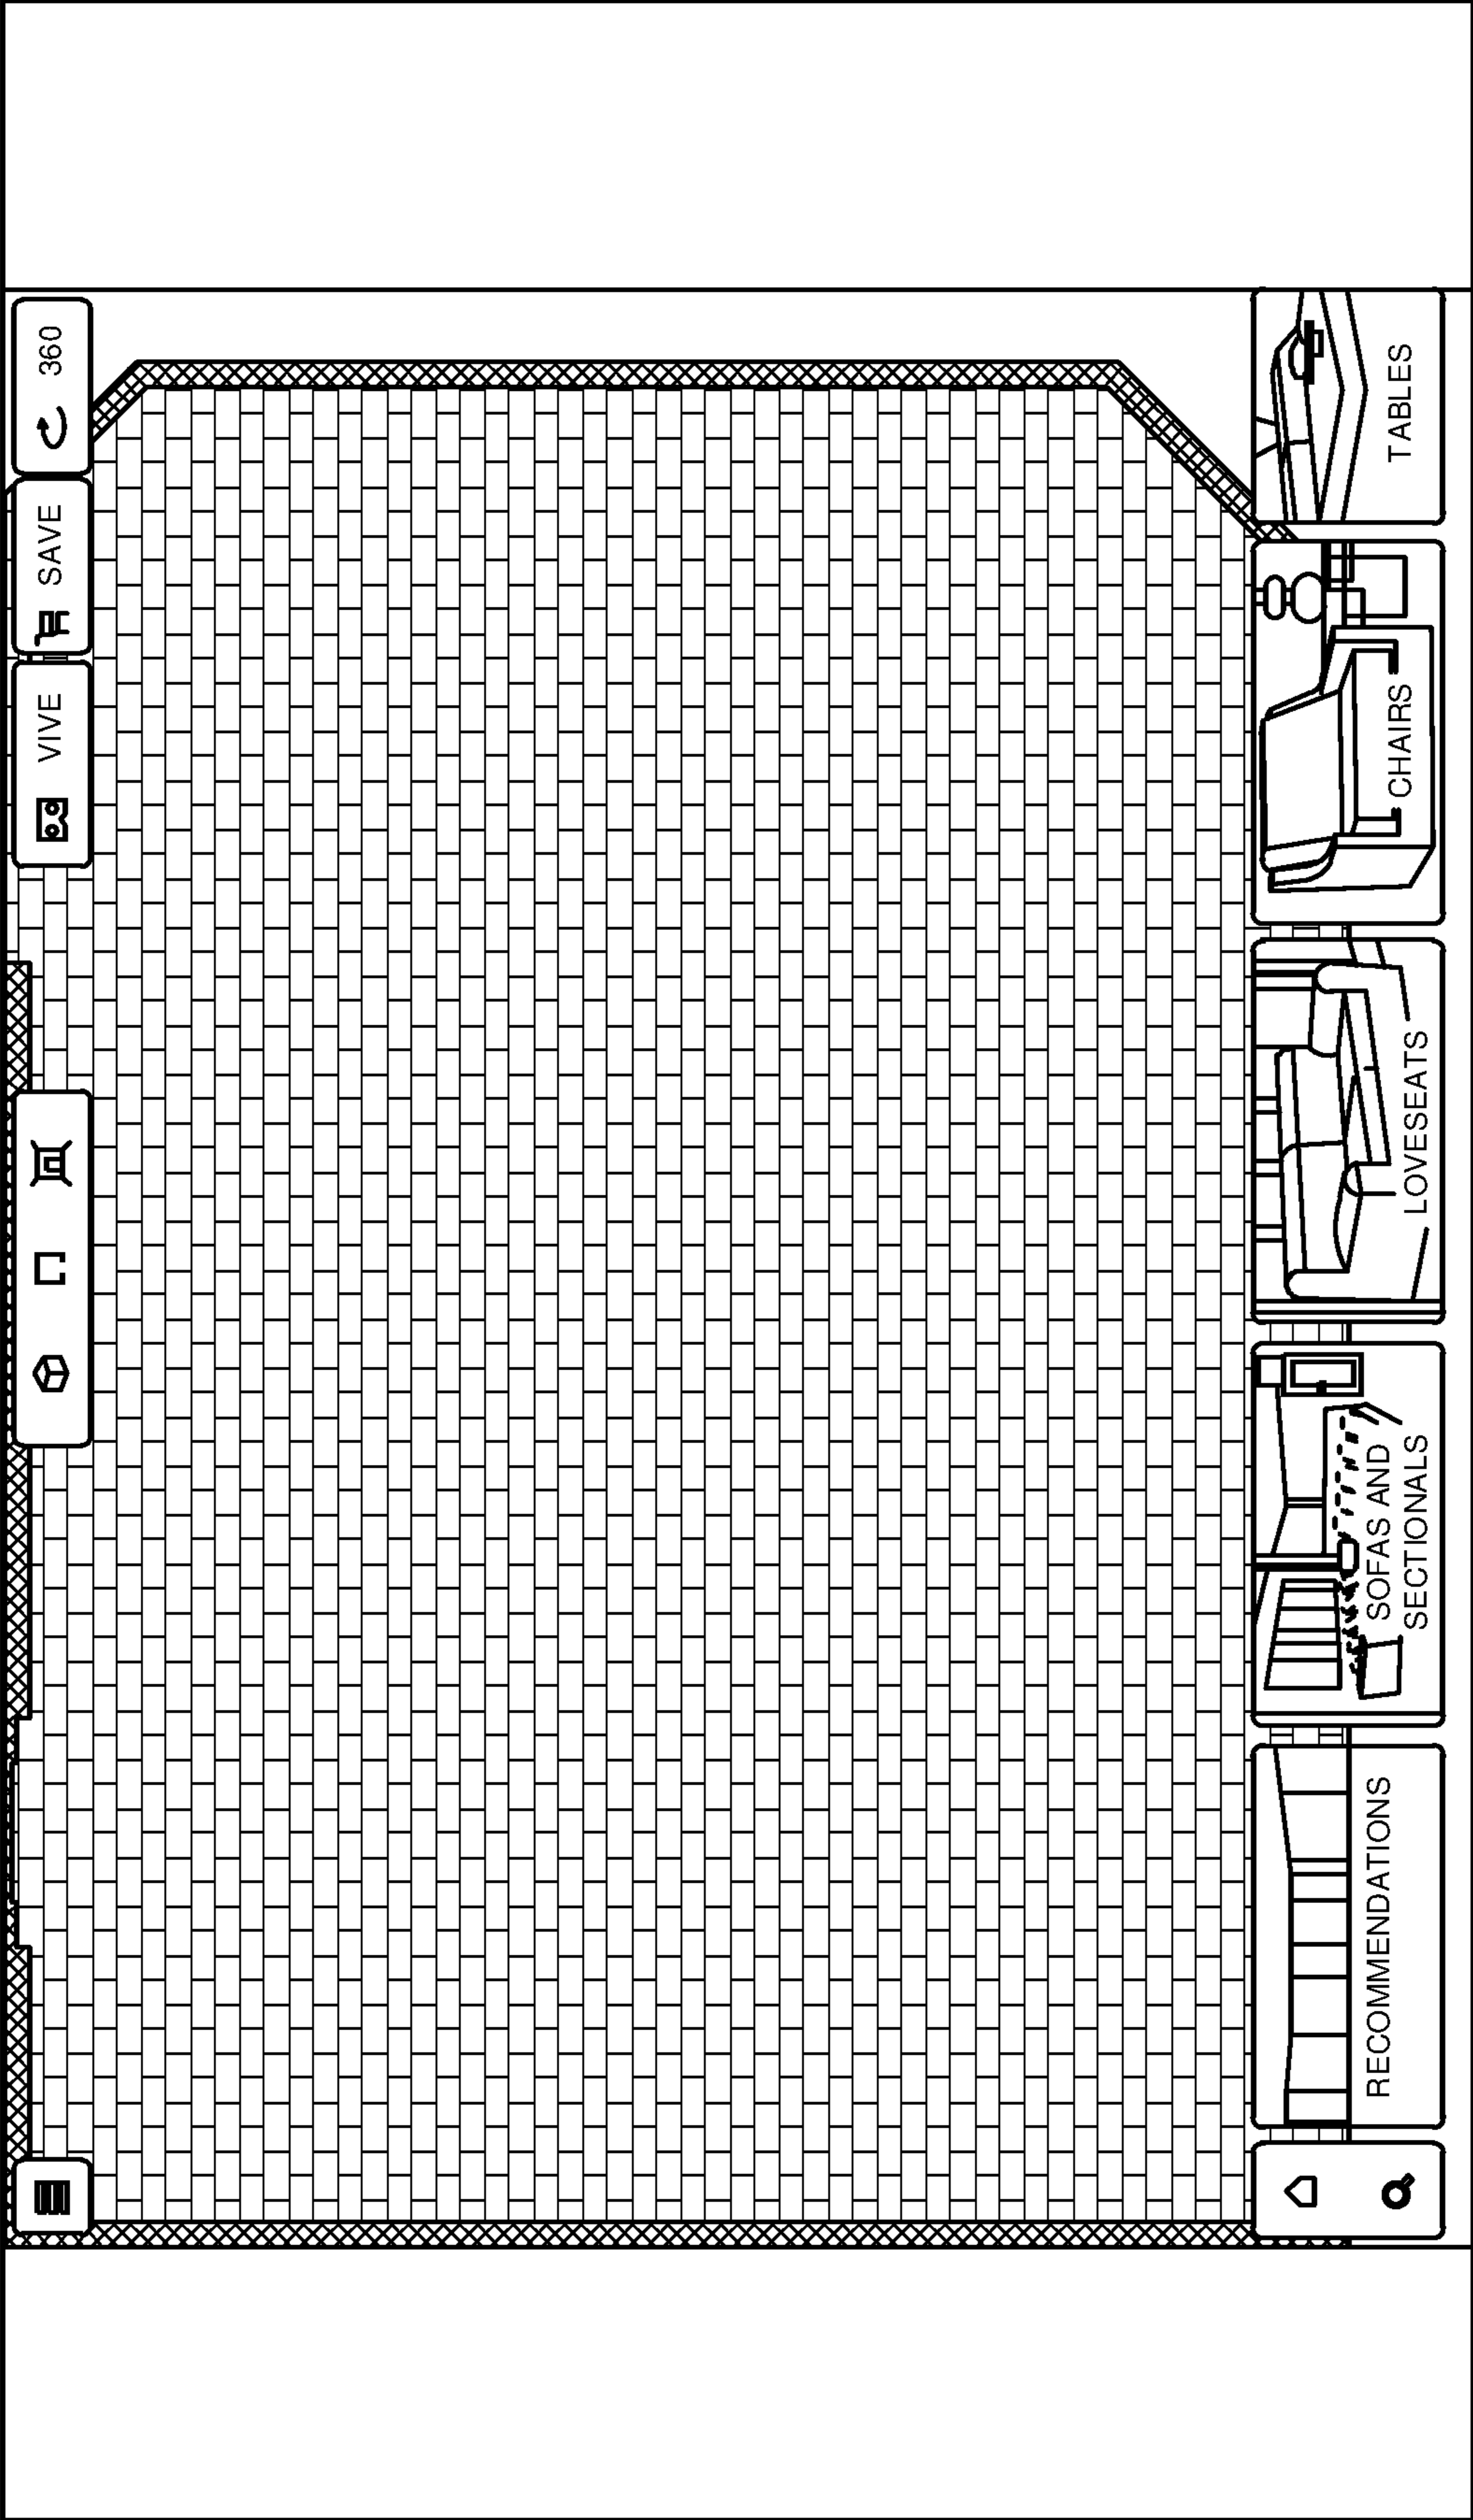 VIVE
SAVE
360
RECOMMENDATIONS
SOFAS AND
SECTIONALS
LOVESEATS
CHAIRS
TABLES